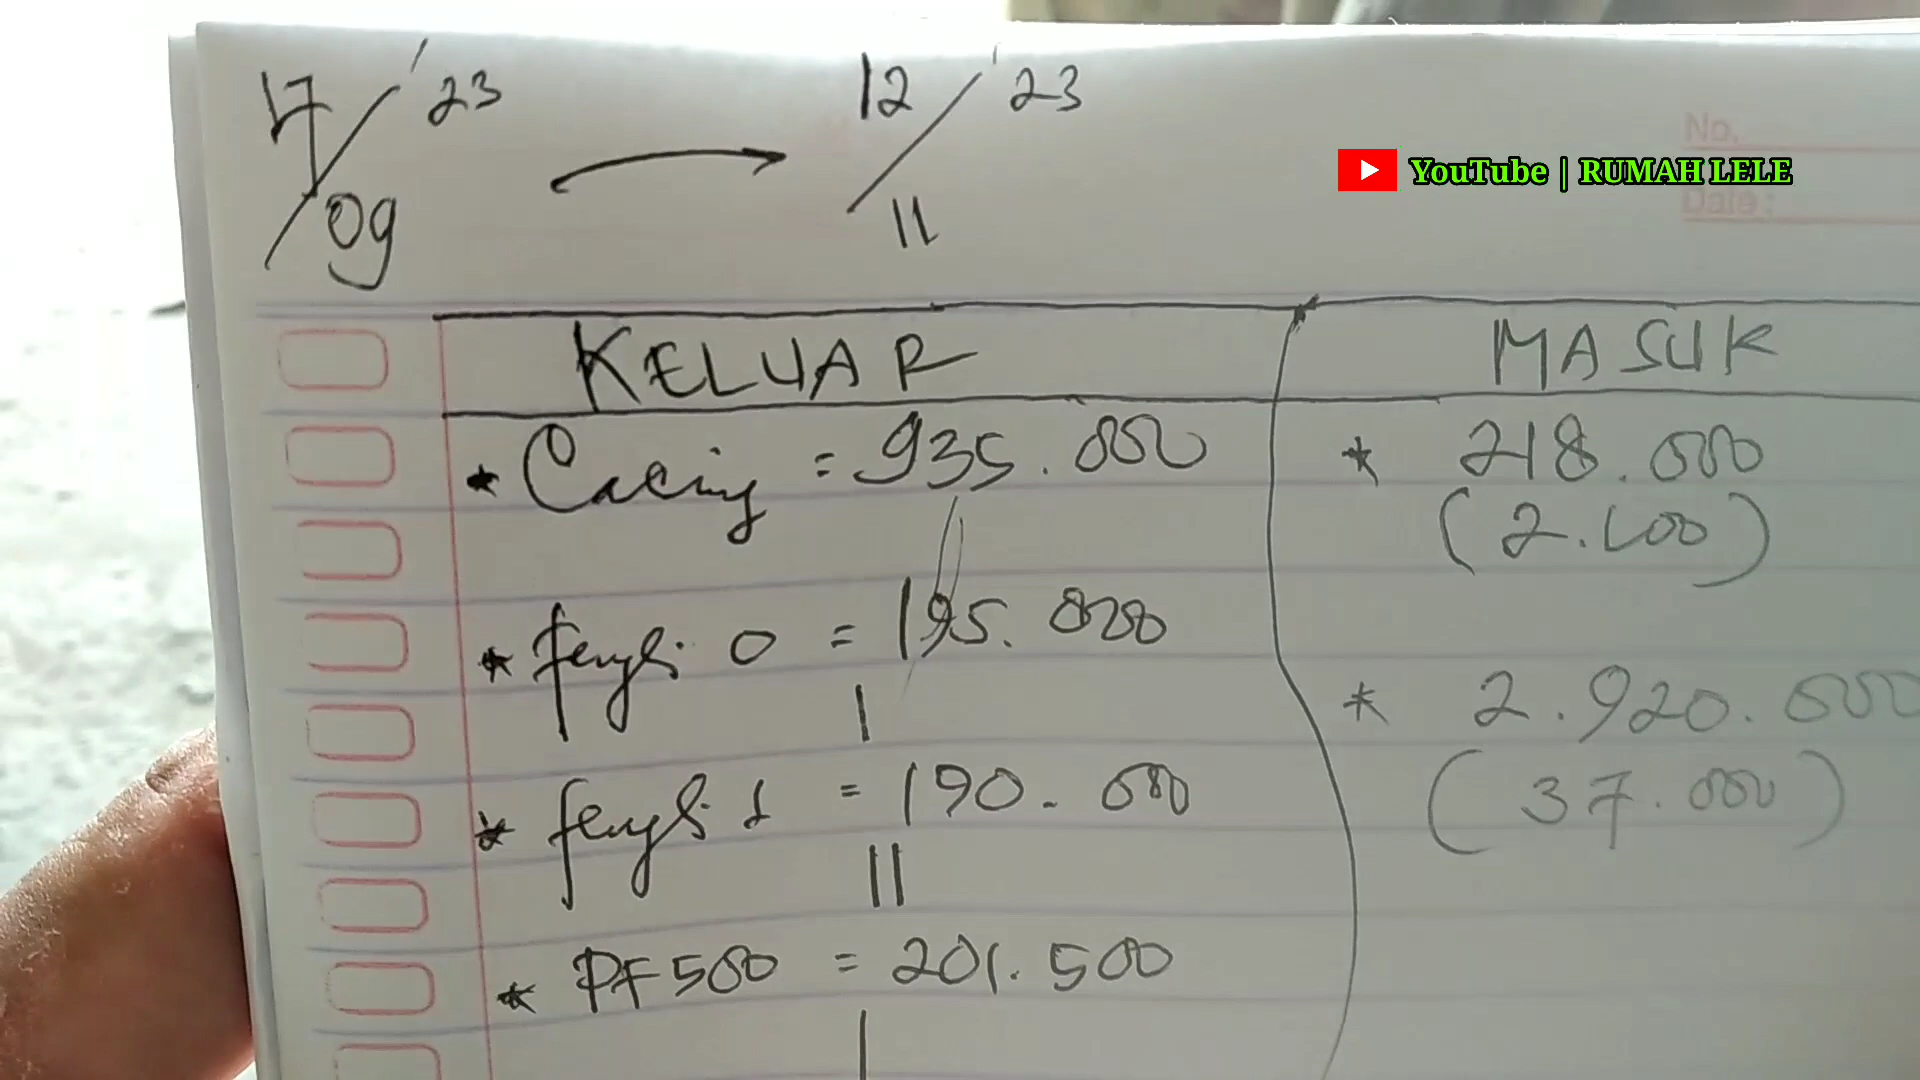 17/09 '23 → 12/11 '23
No.
YouTube | RUMAH LELE
Date:
KELUAR
MASUK
* Cacing = 935.000
* 218.000
(2.100)
* fengli 0 = 195.000
|
* 2.920.000
* fengli 1 = 190.000
(37.000)
||
* PF500 = 201.500
|